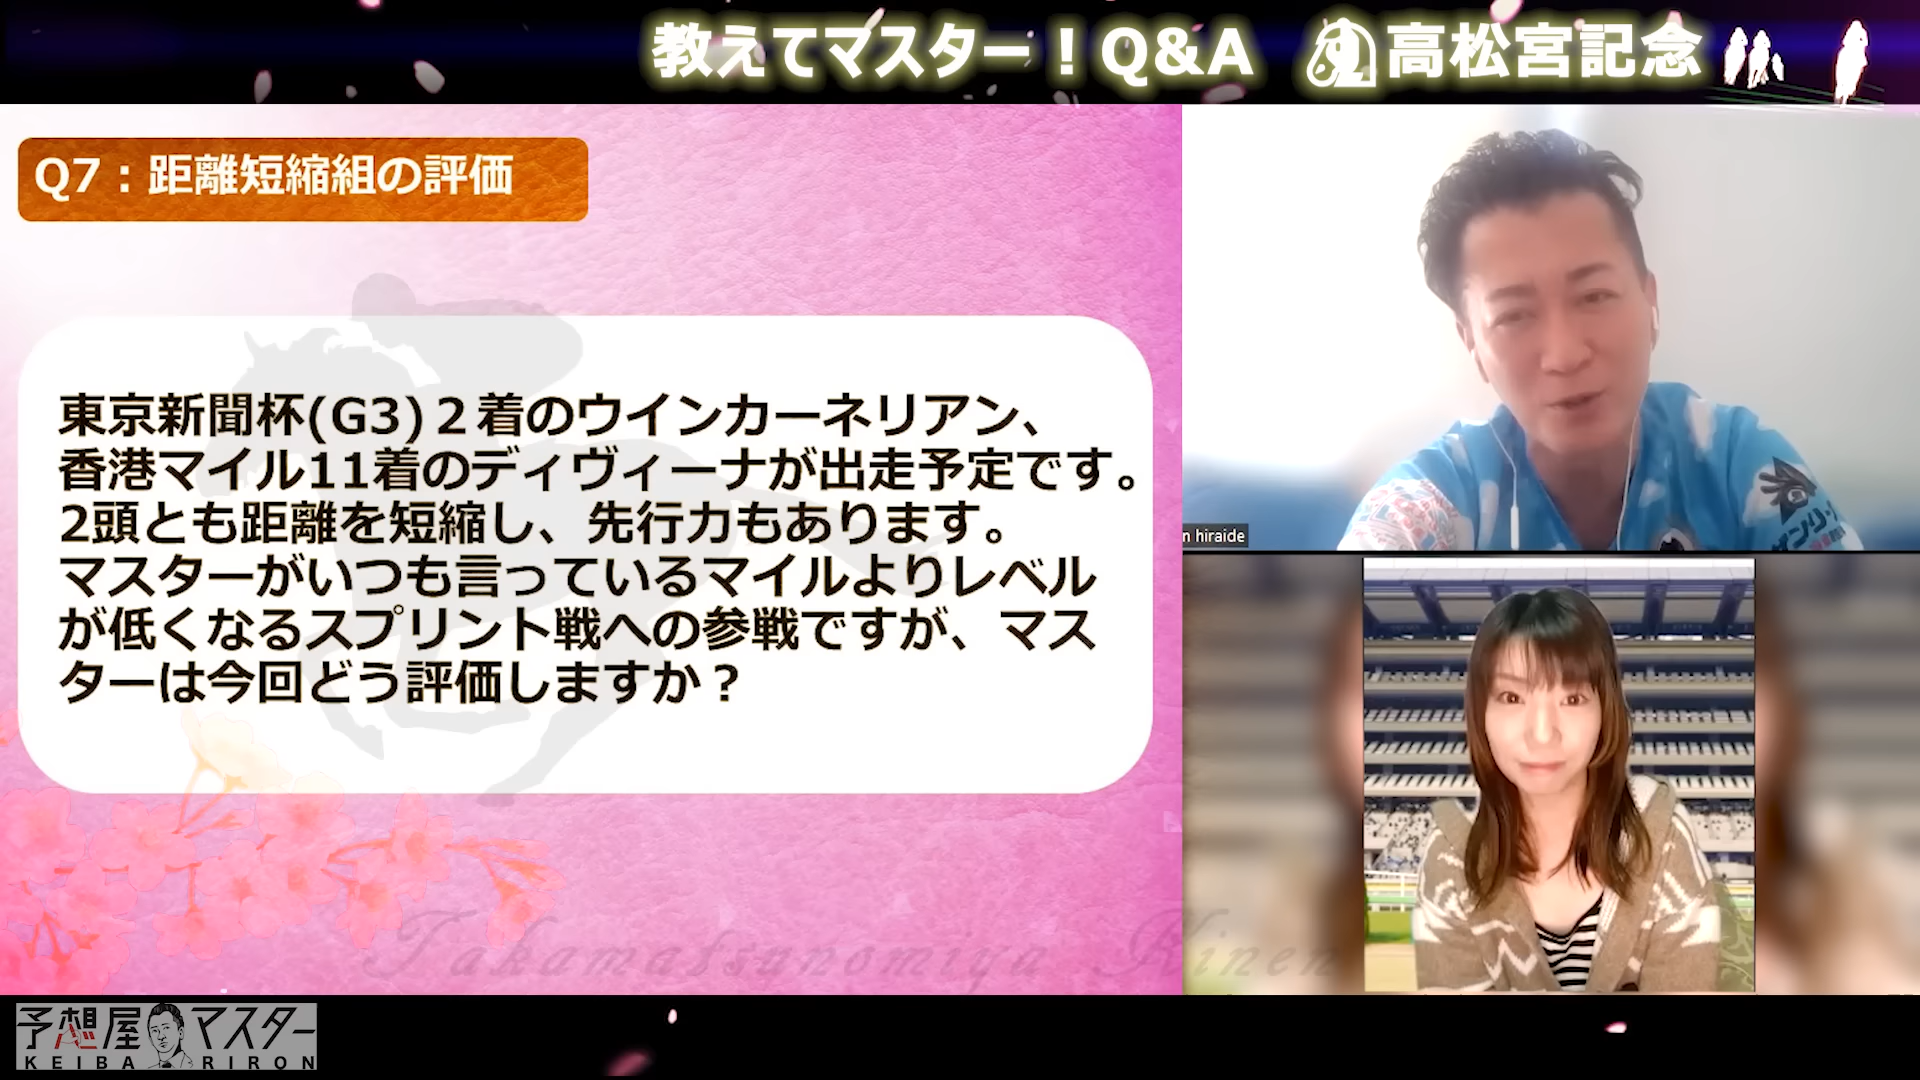 教えてマスター！Q&A 高松宮記念
Q7：距離短縮組の評価
東京新聞杯(G3)２着のウインカーネリアン、
香港マイル11着のディヴィーナが出走予定です。
2頭とも距離を短縮し、先行力もあります。
マスターがいつも言っているマイルよりレベル
が低くなるスプリント戦への参戦ですが、マス
ターは今回どう評価しますか？
n hiraide
Takamatsunomiya Kinen
予想屋マスター
KEIBA RIRON